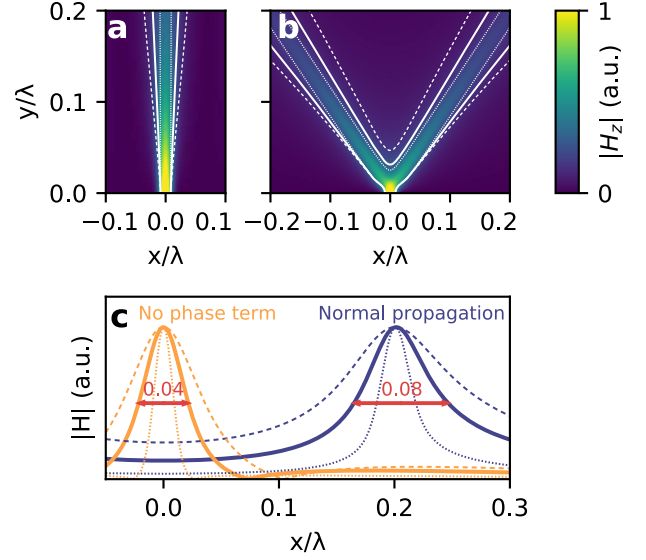 a
b
0.2
0.1
0.0
y/λ
−0.1 0.0 0.1
x/λ
−0.2 −0.1 0.0 0.1 0.2
x/λ
1
0
|H_z| (a.u.)
c
No phase term
Normal propagation
0.04
0.08
|H| (a.u.)
0.0 0.1 0.2 0.3
x/λ